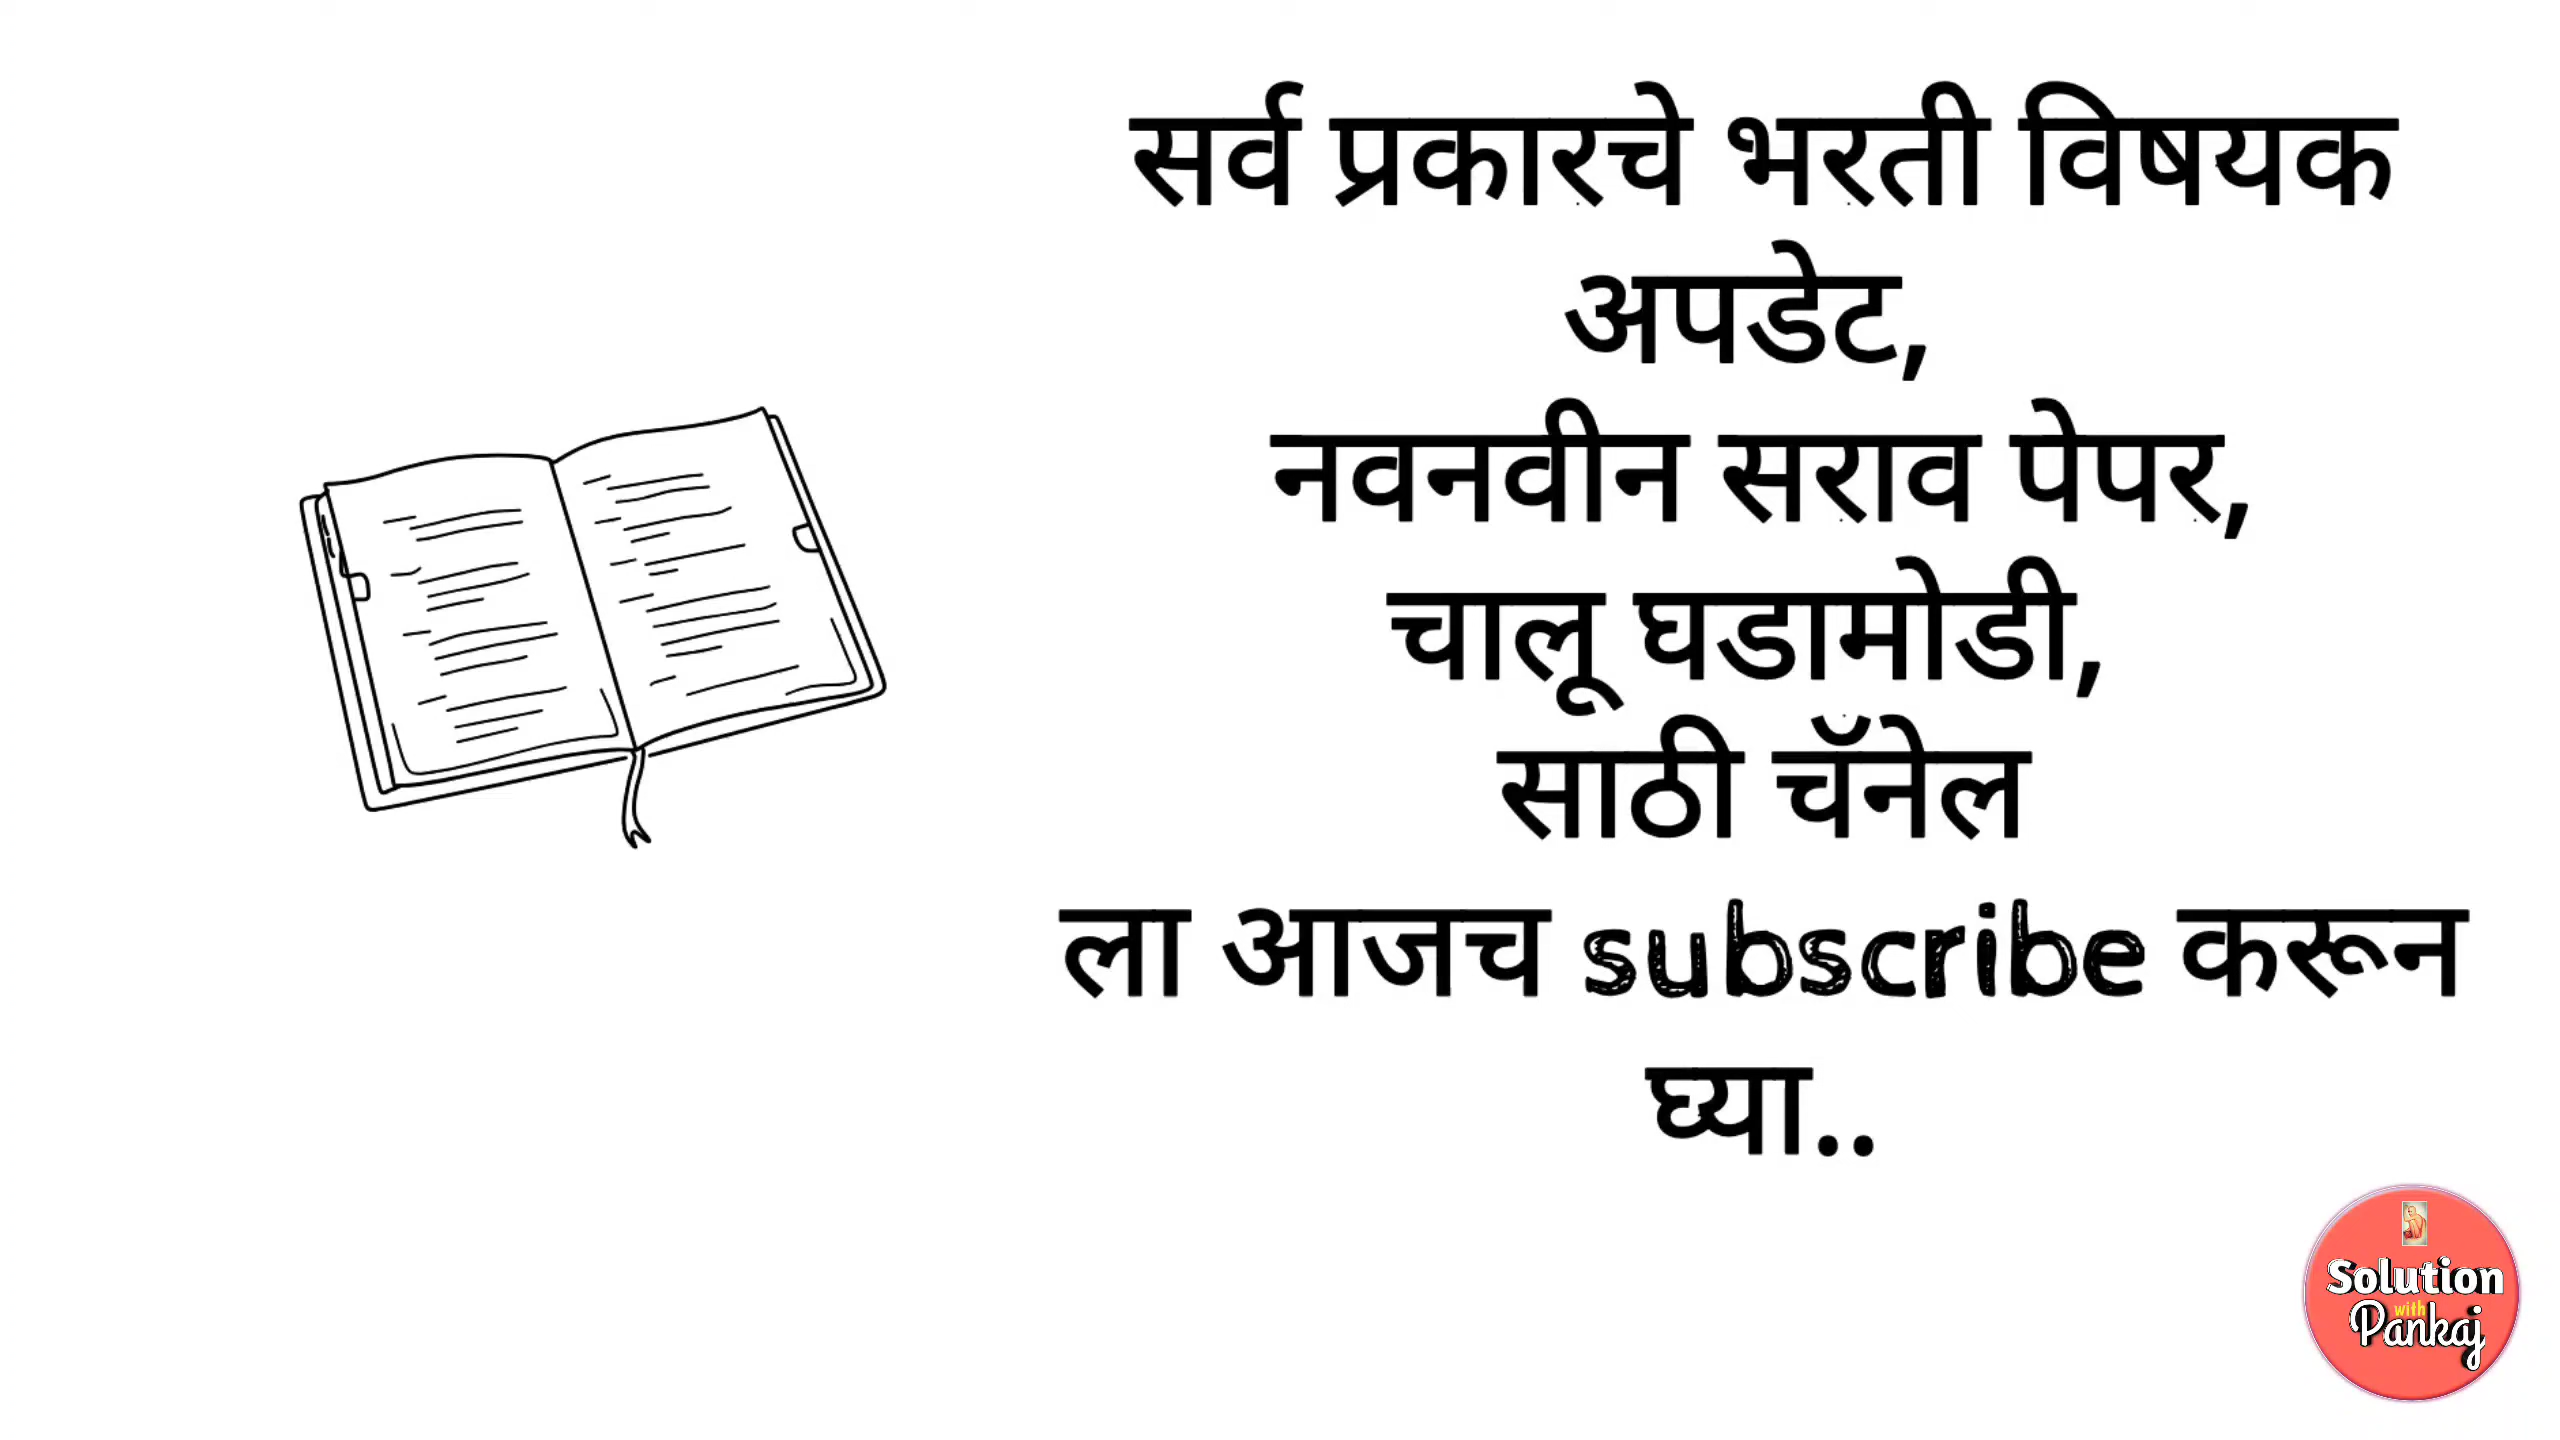 सर्व प्रकारचे भरती विषयक
अपडेट,
नवनवीन सराव पेपर,
चालू घडामोडी,
साठी चॅनेल
ला आजच subscribe करून
घ्या..
Solution
with
Pankaj